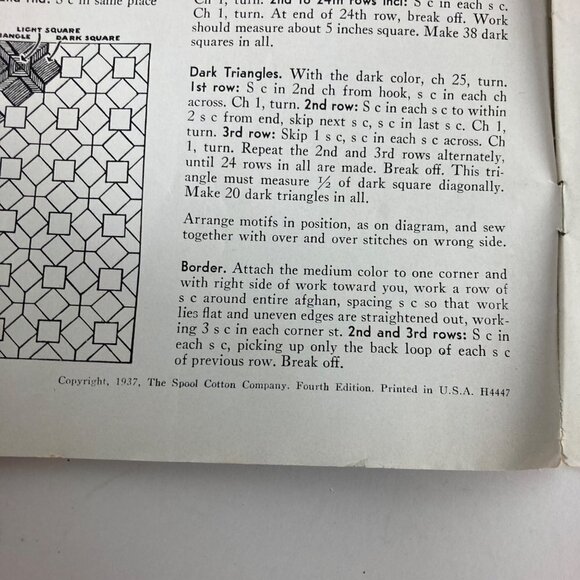 S c in same place
LIGHT SQUARE
DARK SQUARE
Ch 1, turn. 2nd to 24th rows incl: S c in each s c.
Ch 1, turn. At end of 24th row, break off. Work
should measure about 5 inches square. Make 38 dark
squares in all.
Dark Triangles. With the dark color, ch 25, turn.
1st row: S c in 2nd ch from hook, s c in each ch
across. Ch 1, turn. 2nd row: S c in each s c to within
2 s c from end, skip next s c, s c in last s c. Ch 1,
turn. 3rd row: Skip 1 s c, s c in each s c across. Ch
1, turn. Repeat the 2nd and 3rd rows alternately,
until 24 rows in all are made. Break off. This tri-
angle must measure ½ of dark square diagonally.
Make 20 dark triangles in all.
Arrange motifs in position, as on diagram, and sew
together with over and over stitches on wrong side.
Border. Attach the medium color to one corner and
with right side of work toward you, work a row of
s c around entire afghan, spacing s c so that work
lies flat and uneven edges are straightened out, work-
ing 3 s c in each corner st. 2nd and 3rd rows: S c in
each s c, picking up only the back loop of each s c
of previous row. Break off.
Copyright, 1937, The Spool Cotton Company. Fourth Edition. Printed in U.S.A. H4447